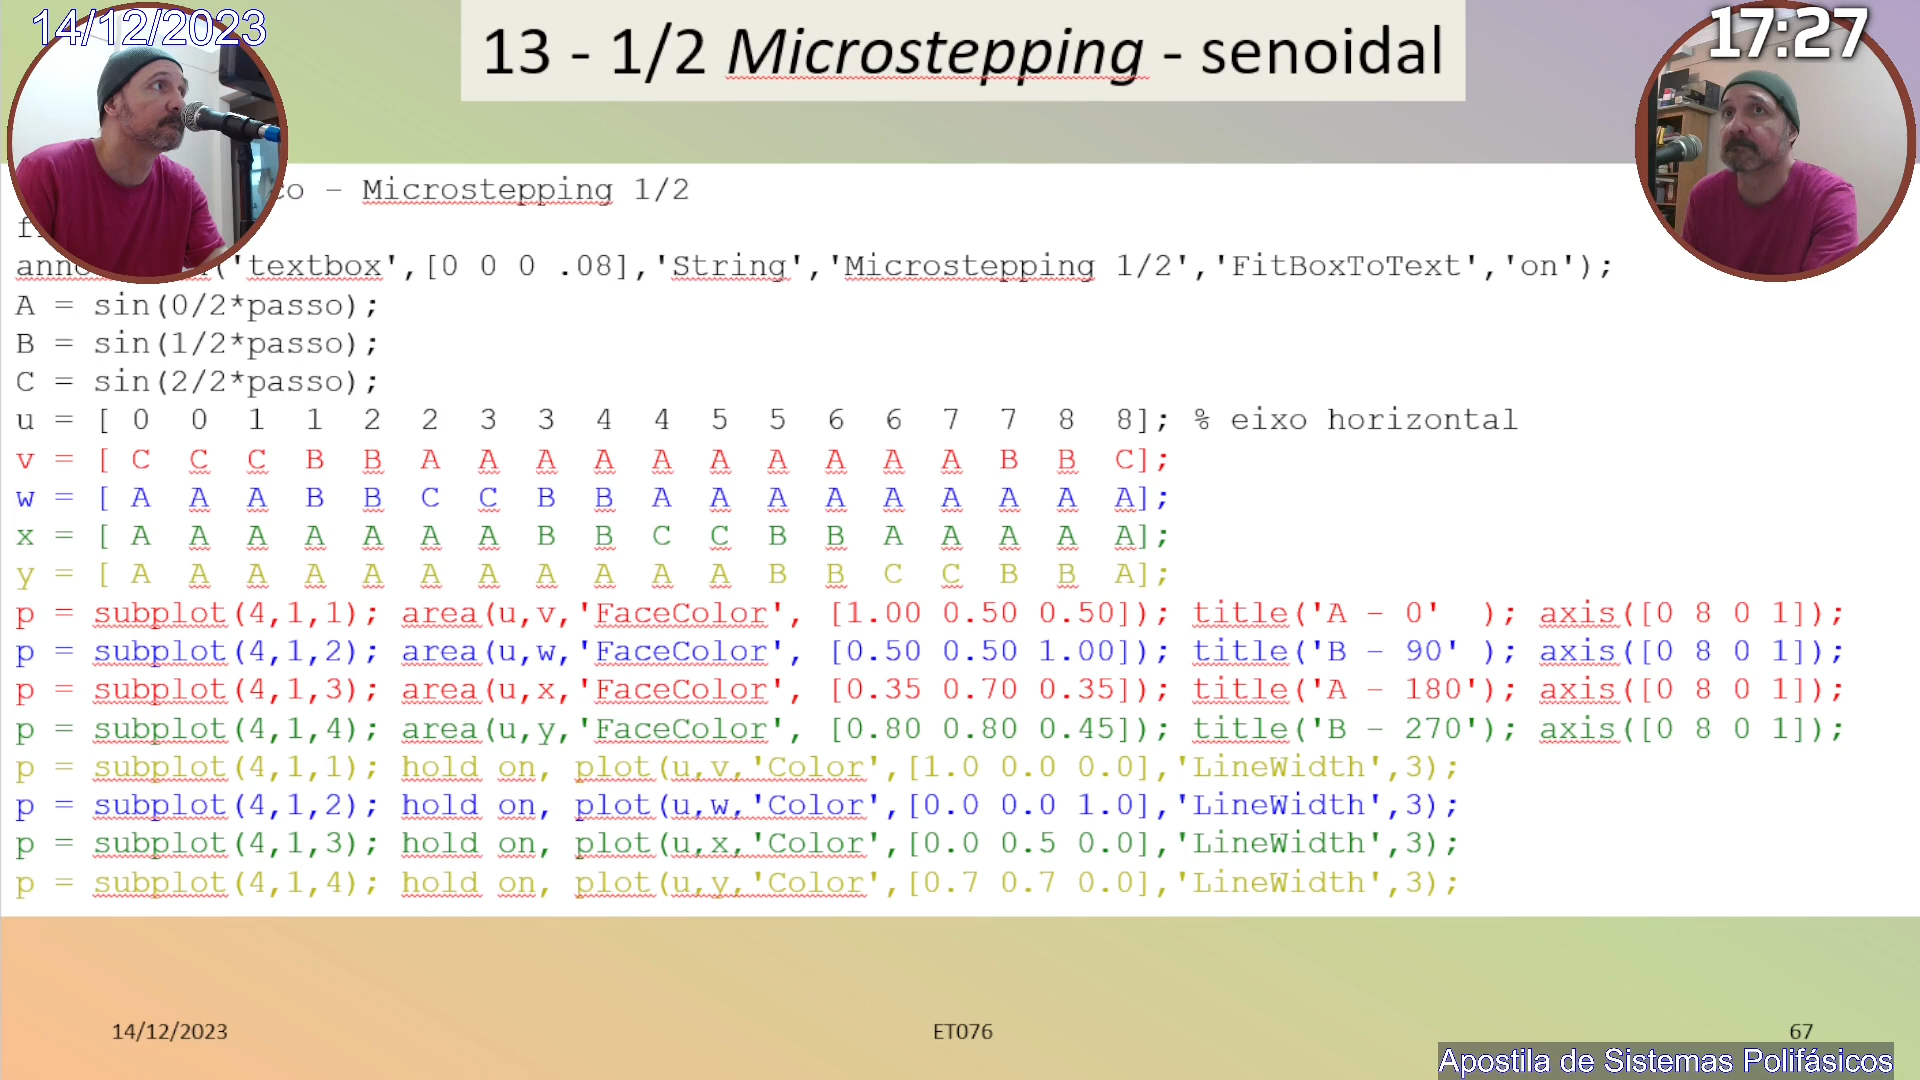 14/12/2023
17:27
13 - 1/2 Microstepping - senoidal
co – Microstepping 1/2
('textbox',[0 0 0 .08],'String','Microstepping 1/2','FitBoxToText','on');
A = sin(0/2*passo);
B = sin(1/2*passo);
C = sin(2/2*passo);
u = [ 0 0 1 1 2 2 3 3 4 4 5 5 6 6 7 7 8 8]; % eixo horizontal
v = [ C C C B B A A A A A A A A A A B B C];
w = [ A A A B B C C B B A A A A A A A A A];
x = [ A A A A A A A B B C C B B A A A A A];
y = [ A A A A A A A A A A A B B C C B B A];
p = subplot(4,1,1); area(u,v,'FaceColor', [1.00 0.50 0.50]); title('A – 0' ); axis([0 8 0 1]);
p = subplot(4,1,2); area(u,w,'FaceColor', [0.50 0.50 1.00]); title('B – 90' ); axis([0 8 0 1]);
p = subplot(4,1,3); area(u,x,'FaceColor', [0.35 0.70 0.35]); title('A – 180'); axis([0 8 0 1]);
p = subplot(4,1,4); area(u,y,'FaceColor', [0.80 0.80 0.45]); title('B – 270'); axis([0 8 0 1]);
p = subplot(4,1,1); hold on, plot(u,v,'Color',[1.0 0.0 0.0],'LineWidth',3);
p = subplot(4,1,2); hold on, plot(u,w,'Color',[0.0 0.0 1.0],'LineWidth',3);
p = subplot(4,1,3); hold on, plot(u,x,'Color',[0.0 0.5 0.0],'LineWidth',3);
p = subplot(4,1,4); hold on, plot(u,y,'Color',[0.7 0.7 0.0],'LineWidth',3);
14/12/2023
ET076
67
Apostila de Sistemas Polifásicos